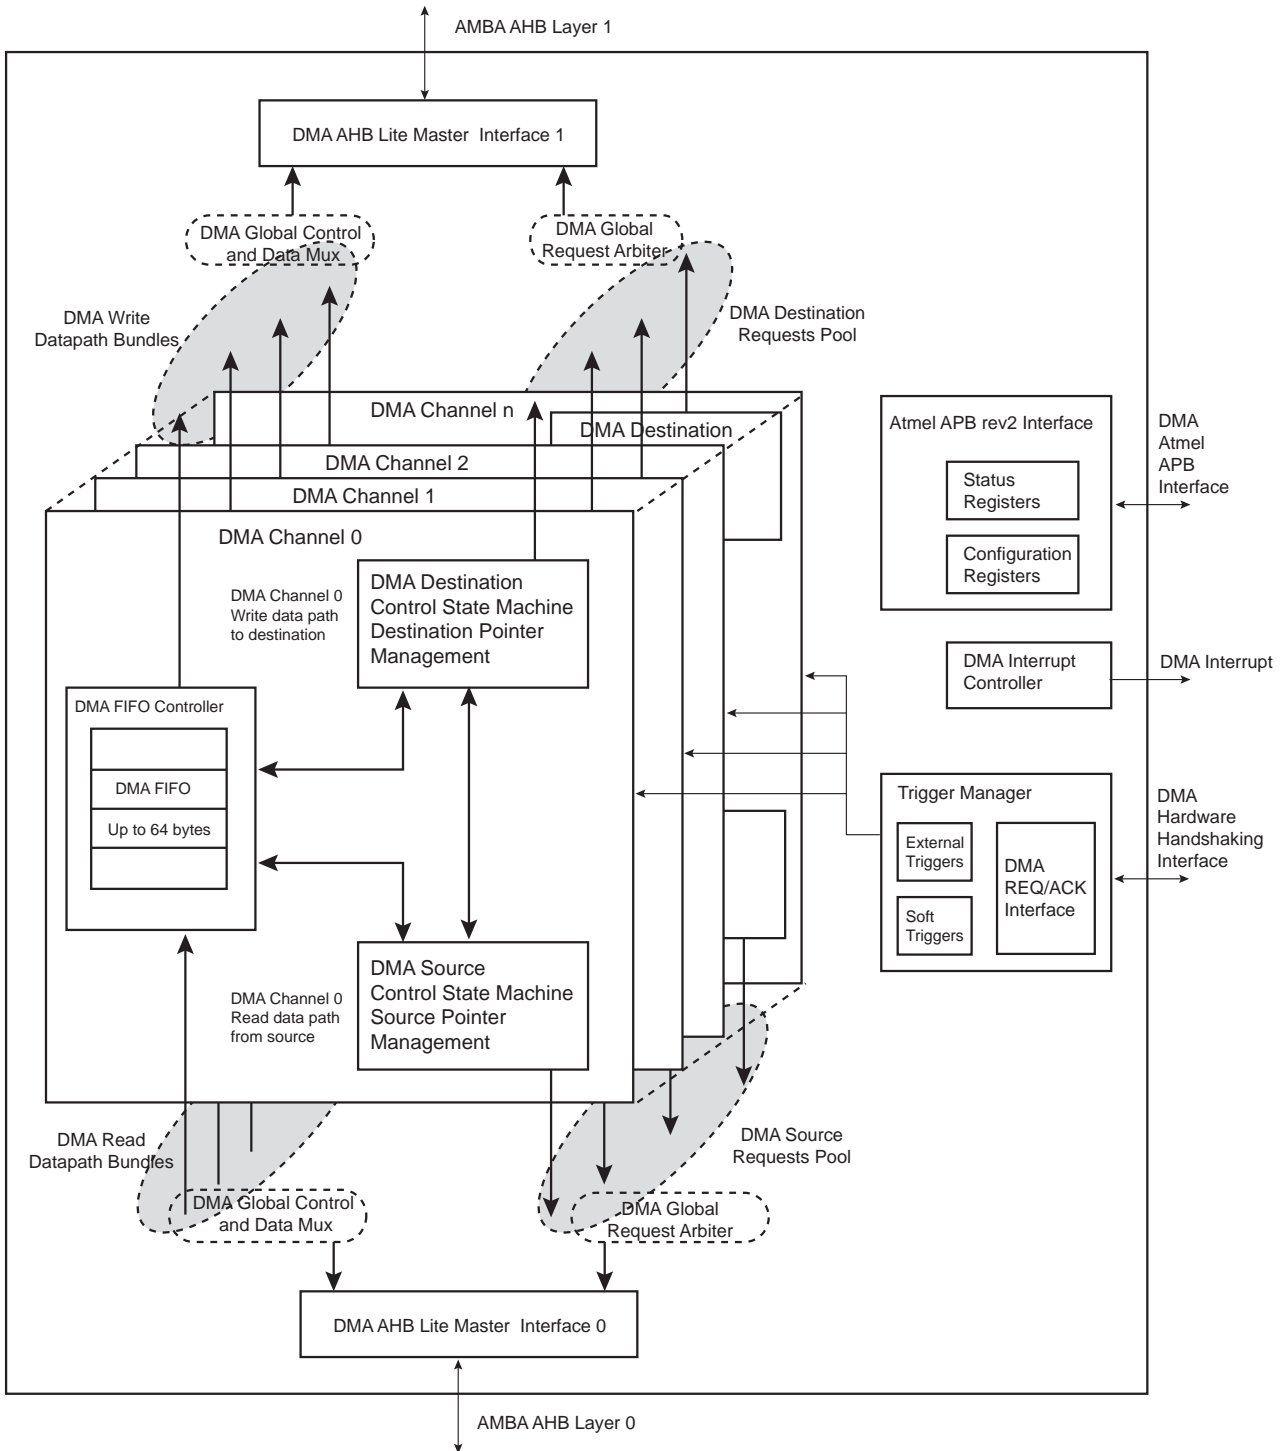 AMBA AHB Layer 1
DMA AHB Lite Master Interface 1
DMA Global Control
and Data Mux
DMA Global
Request Arbiter
DMA Write
Datapath Bundles
DMA Destination
Requests Pool
DMA Channel n
DMA Destination
DMA Channel 2
DMA Channel 1
DMA Channel 0
DMA Destination
Control State Machine
Destination Pointer
Management
DMA Channel 0
Write data path
to destination
DMA FIFO Controller
DMA FIFO
Up to 64 bytes
DMA Source
Control State Machine
Source Pointer
Management
DMA Channel 0
Read data path
from source
Atmel APB rev2 Interface
Status
Registers
Configuration
Registers
DMA
Atmel
APB
Interface
DMA Interrupt
Controller
DMA Interrupt
Trigger Manager
External
Triggers
Soft
Triggers
DMA
REQ/ACK
Interface
DMA
Hardware
Handshaking
Interface
DMA Read
Datapath Bundles
DMA Source
Requests Pool
DMA Global Control
and Data Mux
DMA Global
Request Arbiter
DMA AHB Lite Master Interface 0
AMBA AHB Layer 0